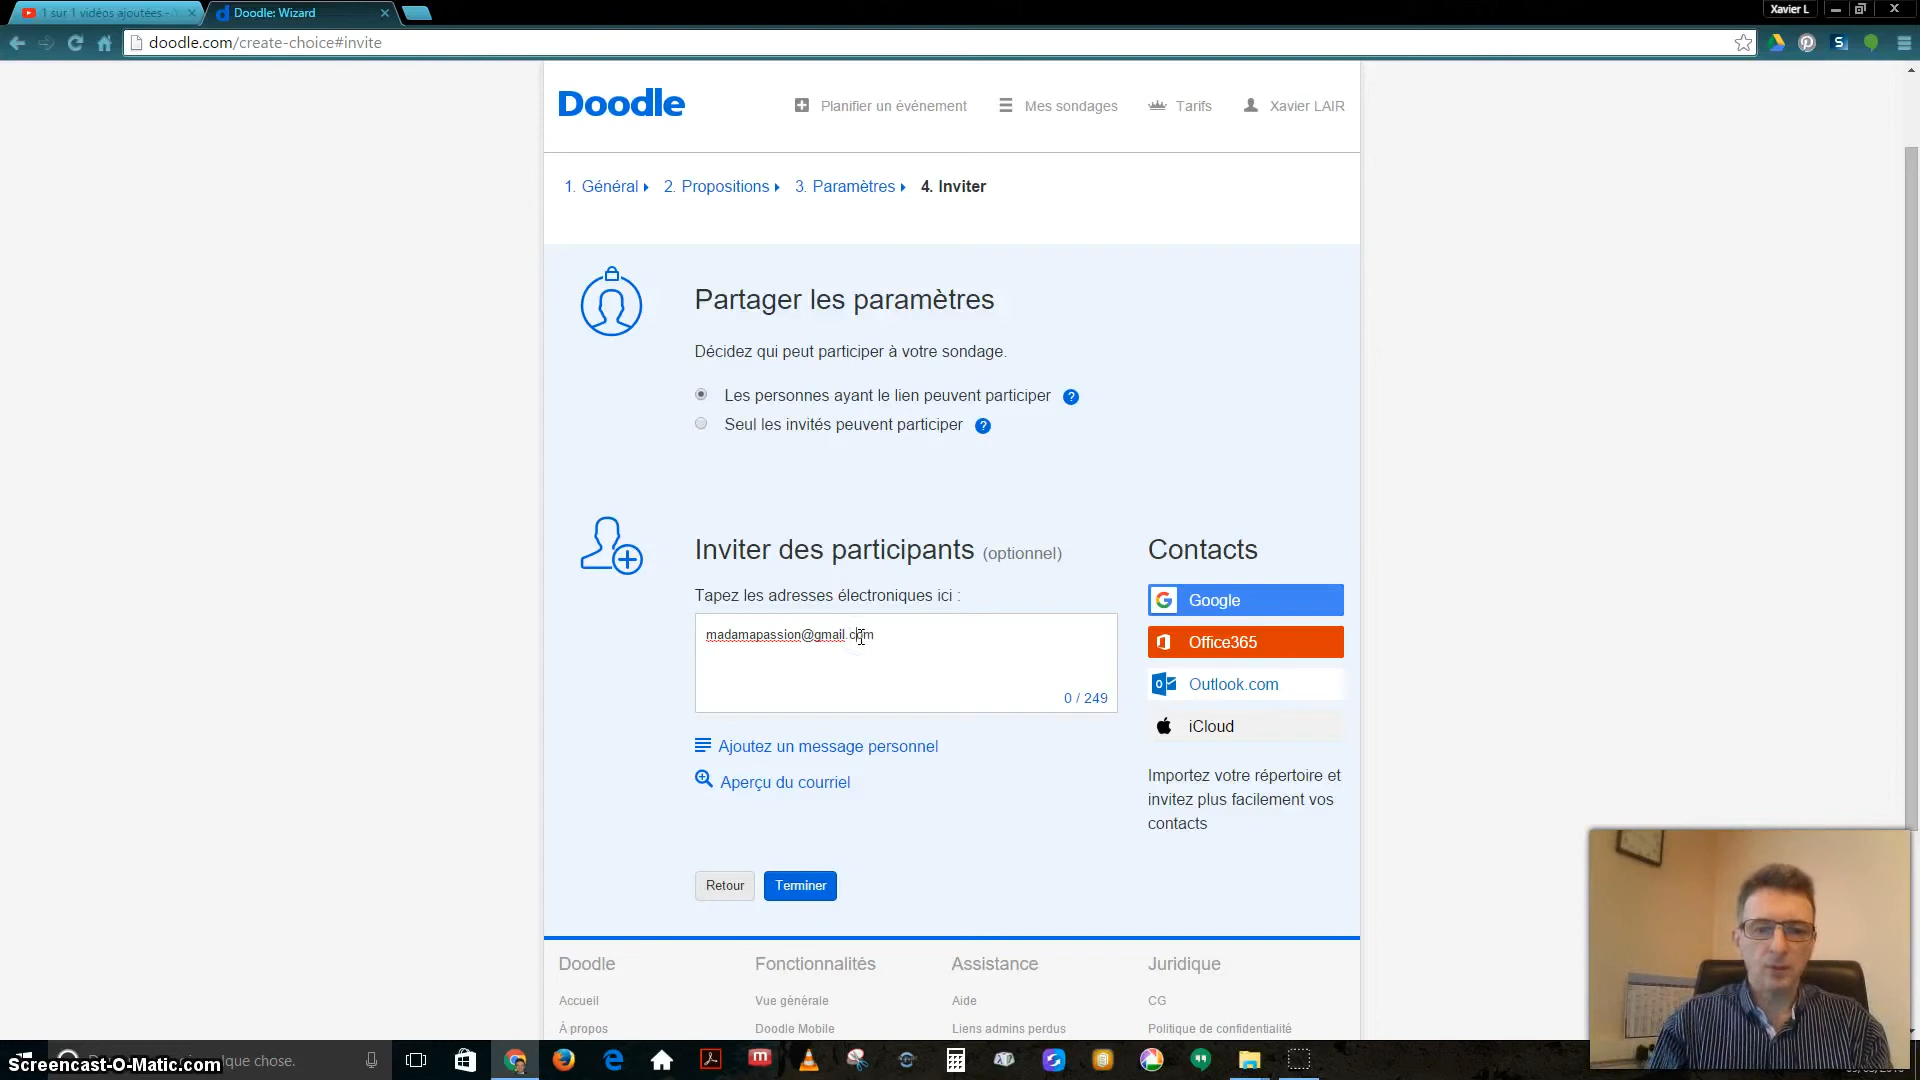 1 sur 1 vidéos ajoutées -
Doodle: Wizard
Xavier L
doodle.com/create-choice#invite
Doodle
Planifier un événement
Mes sondages
Tarifs
Xavier LAIR
1. Général
2. Propositions
3. Paramètres
4. Inviter
Partager les paramètres
Décidez qui peut participer à votre sondage.
Les personnes ayant le lien peuvent participer ?
Seul les invités peuvent participer ?
Inviter des participants (optionnel)
Tapez les adresses électroniques ici :
madamapassion@gmail.com
0 / 249
Ajoutez un message personnel
Aperçu du courriel
Retour
Terminer
Contacts
Google
Office365
Outlook.com
iCloud
Importez votre répertoire et
invitez plus facilement vos
contacts
Doodle
Fonctionnalités
Assistance
Juridique
Accueil
Vue générale
Aide
CG
À propos
Doodle Mobile
Liens admins perdus
Politique de confidentialité
Screencast-O-Matic.com
que chose.